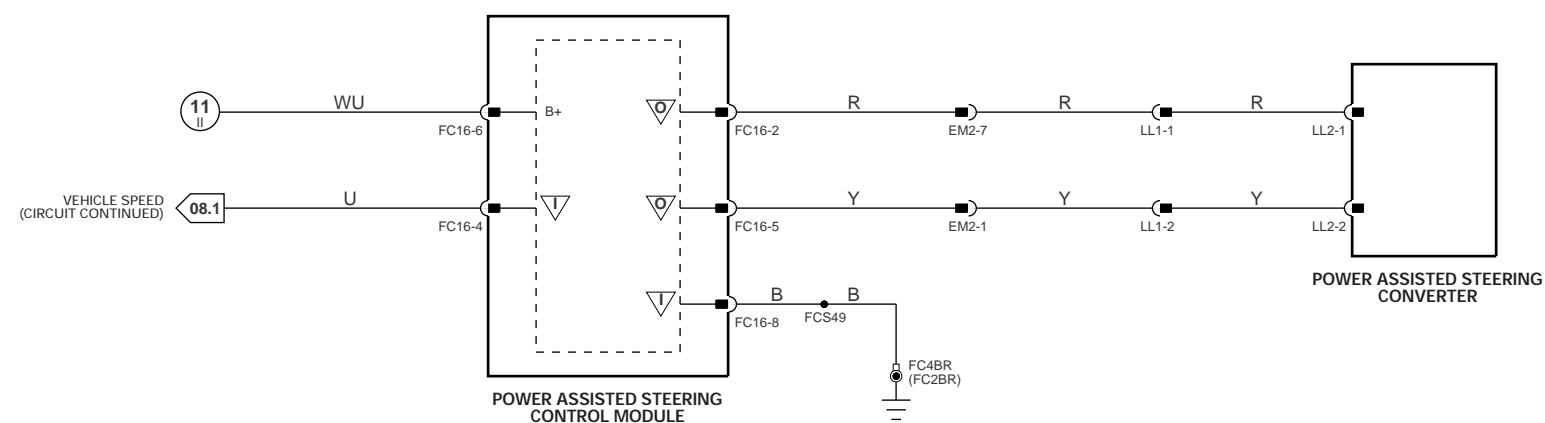 11
II
WU
FC16-6
B+
O
FC16-2
R
EM2-7
R
LL1-1
R
LL2-1
VEHICLE SPEED
(CIRCUIT CONTINUED)
08.1
U
FC16-4
I
O
FC16-5
Y
EM2-1
Y
LL1-2
Y
LL2-2
I
FC16-8
B
FCS49
B
FC4BR
(FC2BR)
POWER ASSISTED STEERING
CONTROL MODULE
POWER ASSISTED STEERING
CONVERTER